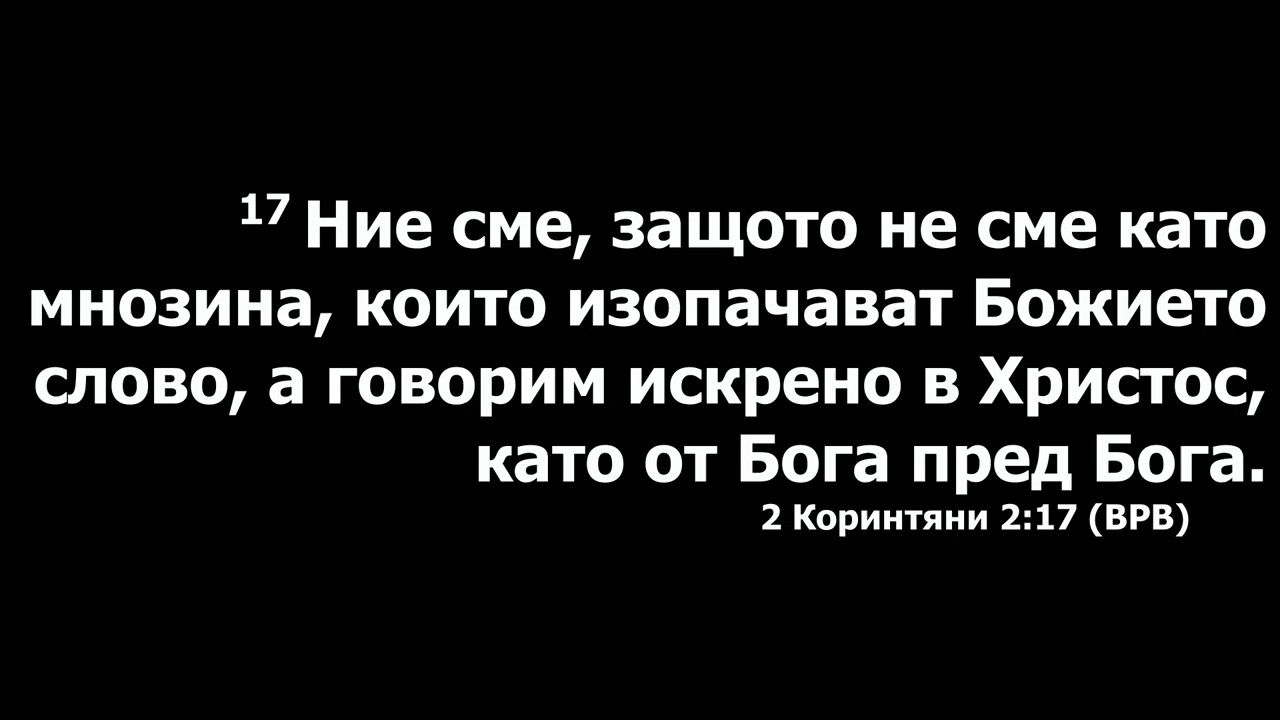 17 Ние сме, защото не сме като
мнозина, които изопачават Божието
слово, а говорим искрено в Христос,
като от Бога пред Бога.
2 Коринтяни 2:17 (ВРВ)